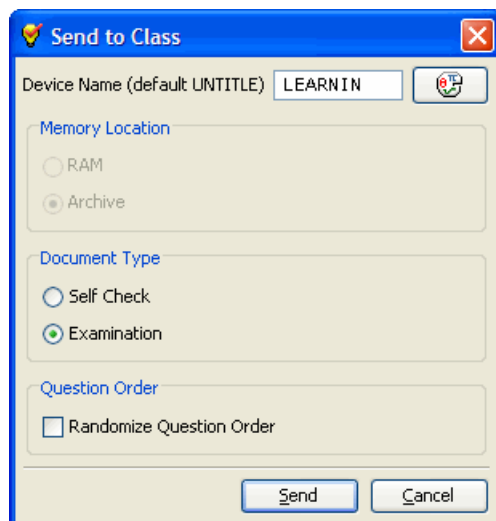 Send to Class
Device Name (default UNTITLE) LEARNIN
Memory Location
RAM
Archive
Document Type
Self Check
Examination
Question Order
Randomize Question Order
Send Cancel